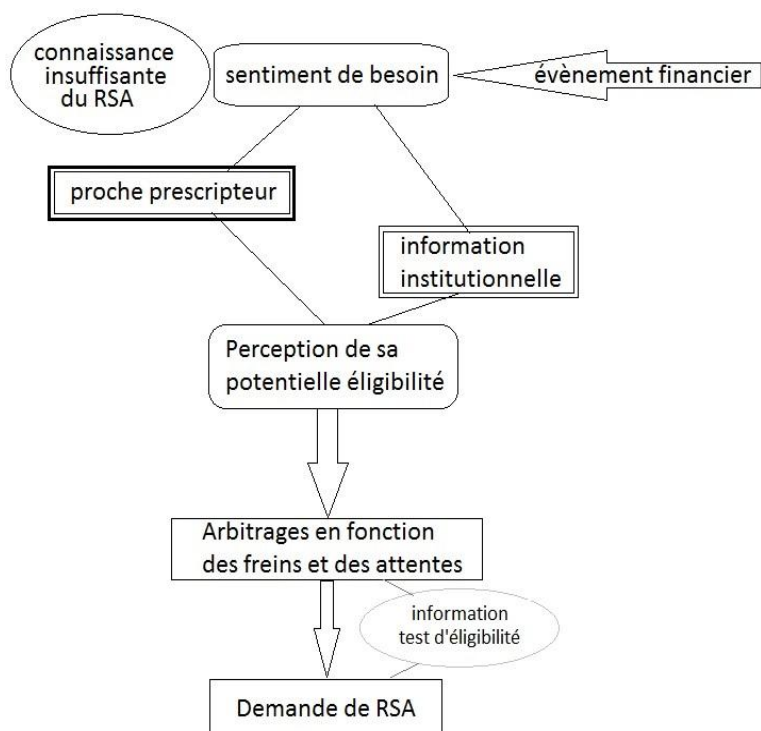 connaissance
insuffisante
du RSA
sentiment de besoin
évènement financier
proche prescripteur
information
institutionnelle
Perception de sa
potentielle éligibilité
Arbitrages en fonction
des freins et des attentes
information
test d'éligibilité
Demande de RSA